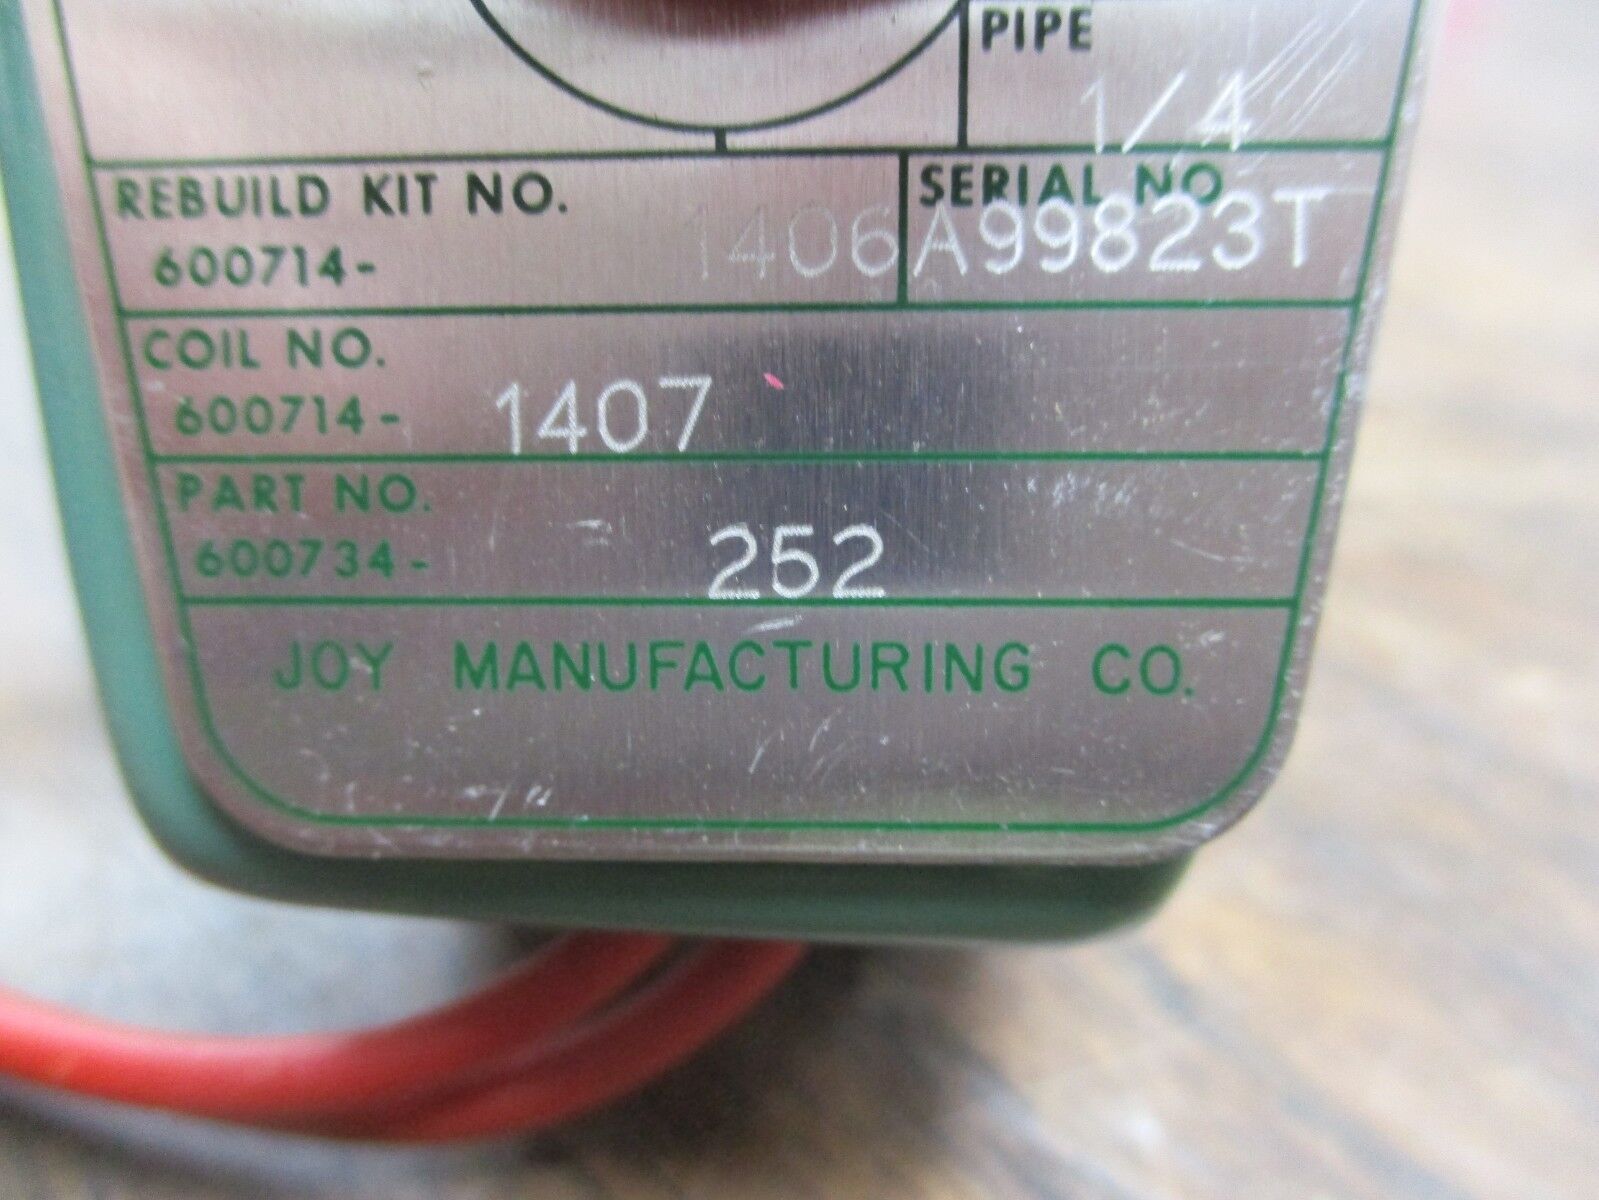 PIPE
1/4
REBUILD KIT NO.
600714- 1406
SERIAL NO.
A99823T
COIL NO.
600714- 1407
PART NO.
600734- 252
JOY MANUFACTURING CO.